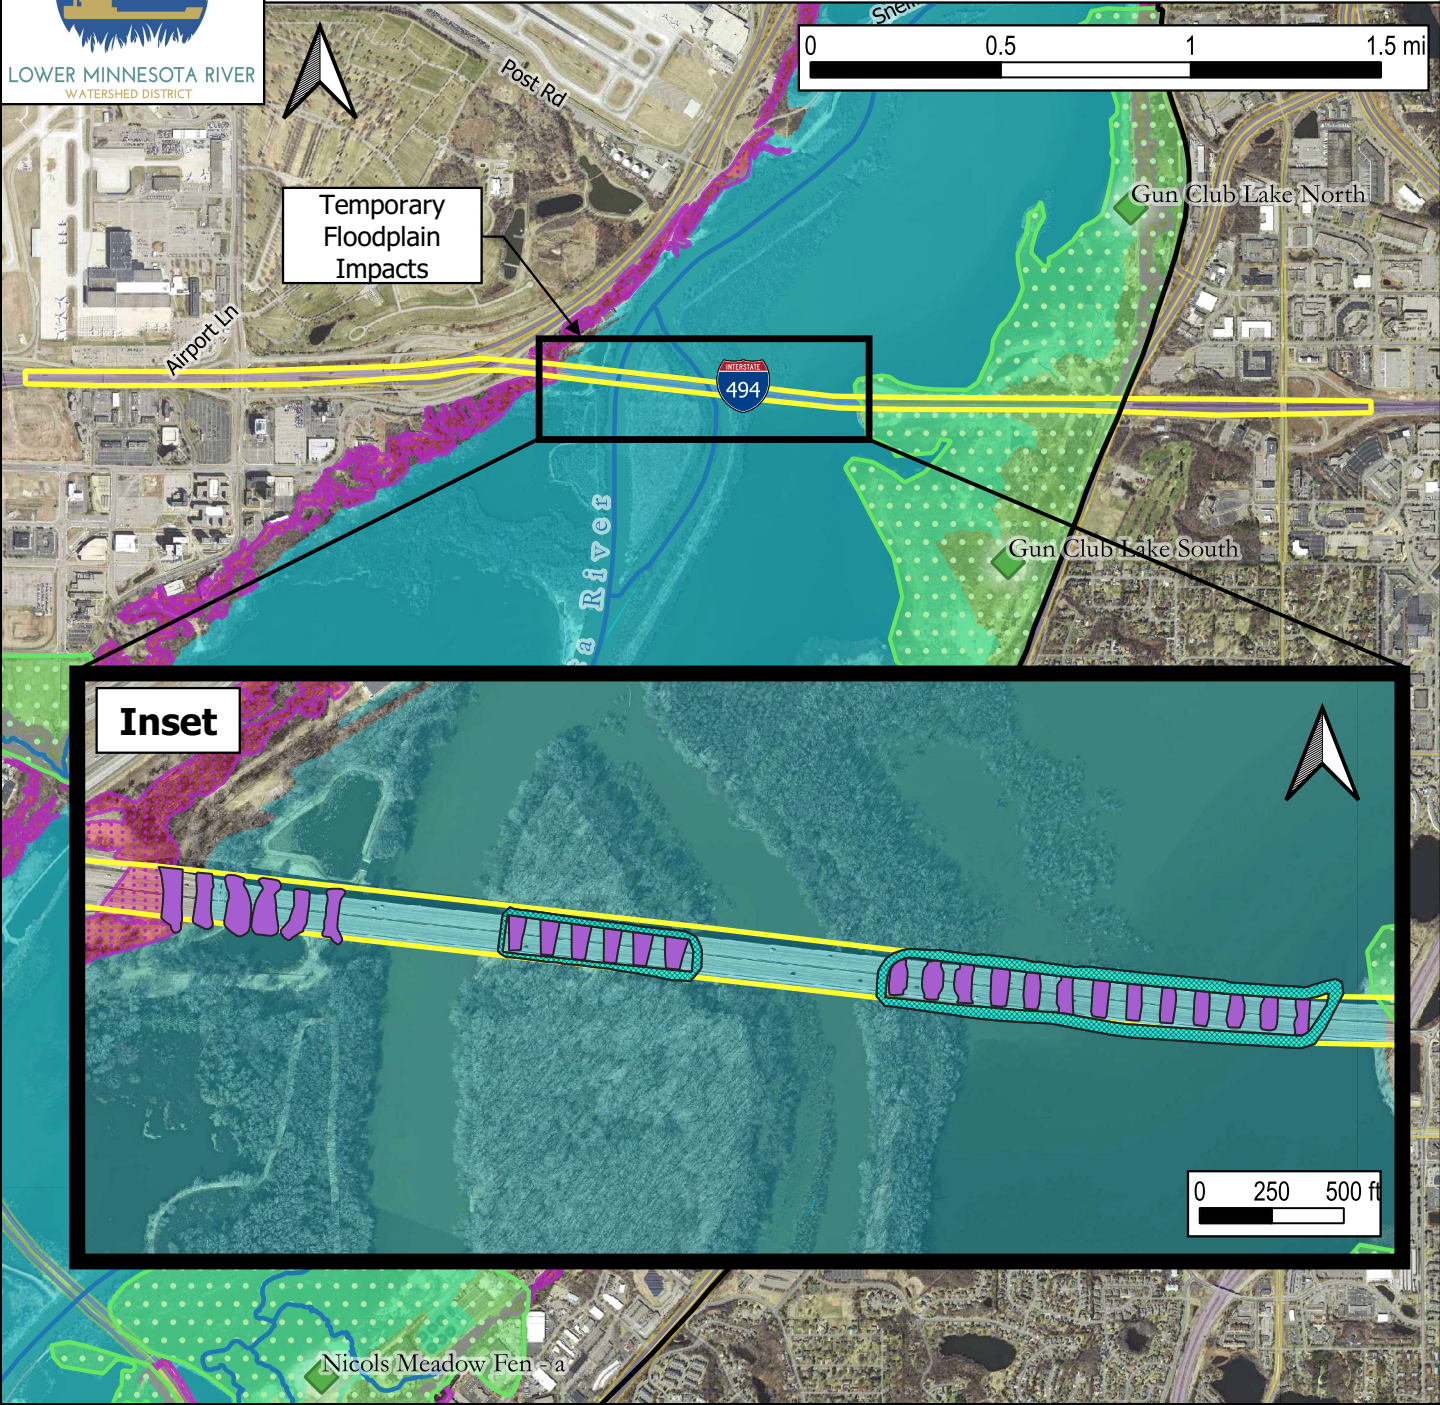 LOWER MINNESOTA RIVER
WATERSHED DISTRICT
Post Rd
0 0.5 1 1.5 mi
Temporary
Floodplain
Impacts
Gun Club Lake North
Airport Ln
INTERSTATE
494
River
Gun Club Lake South
Inset
0 250 500 ft
Nicols Meadow Fen - a